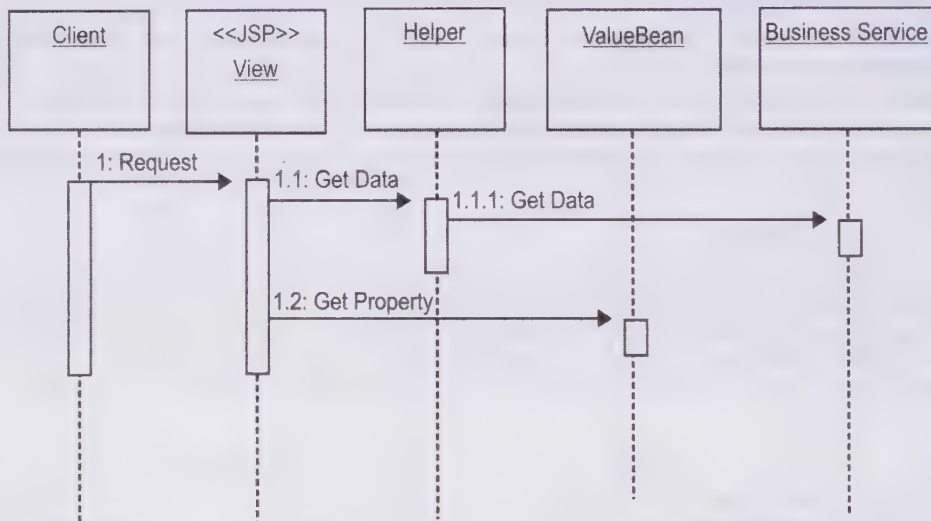 Client
<<JSP>>
View
Helper
ValueBean
Business Service
1: Request
1.1: Get Data
1.1.1: Get Data
1.2: Get Property